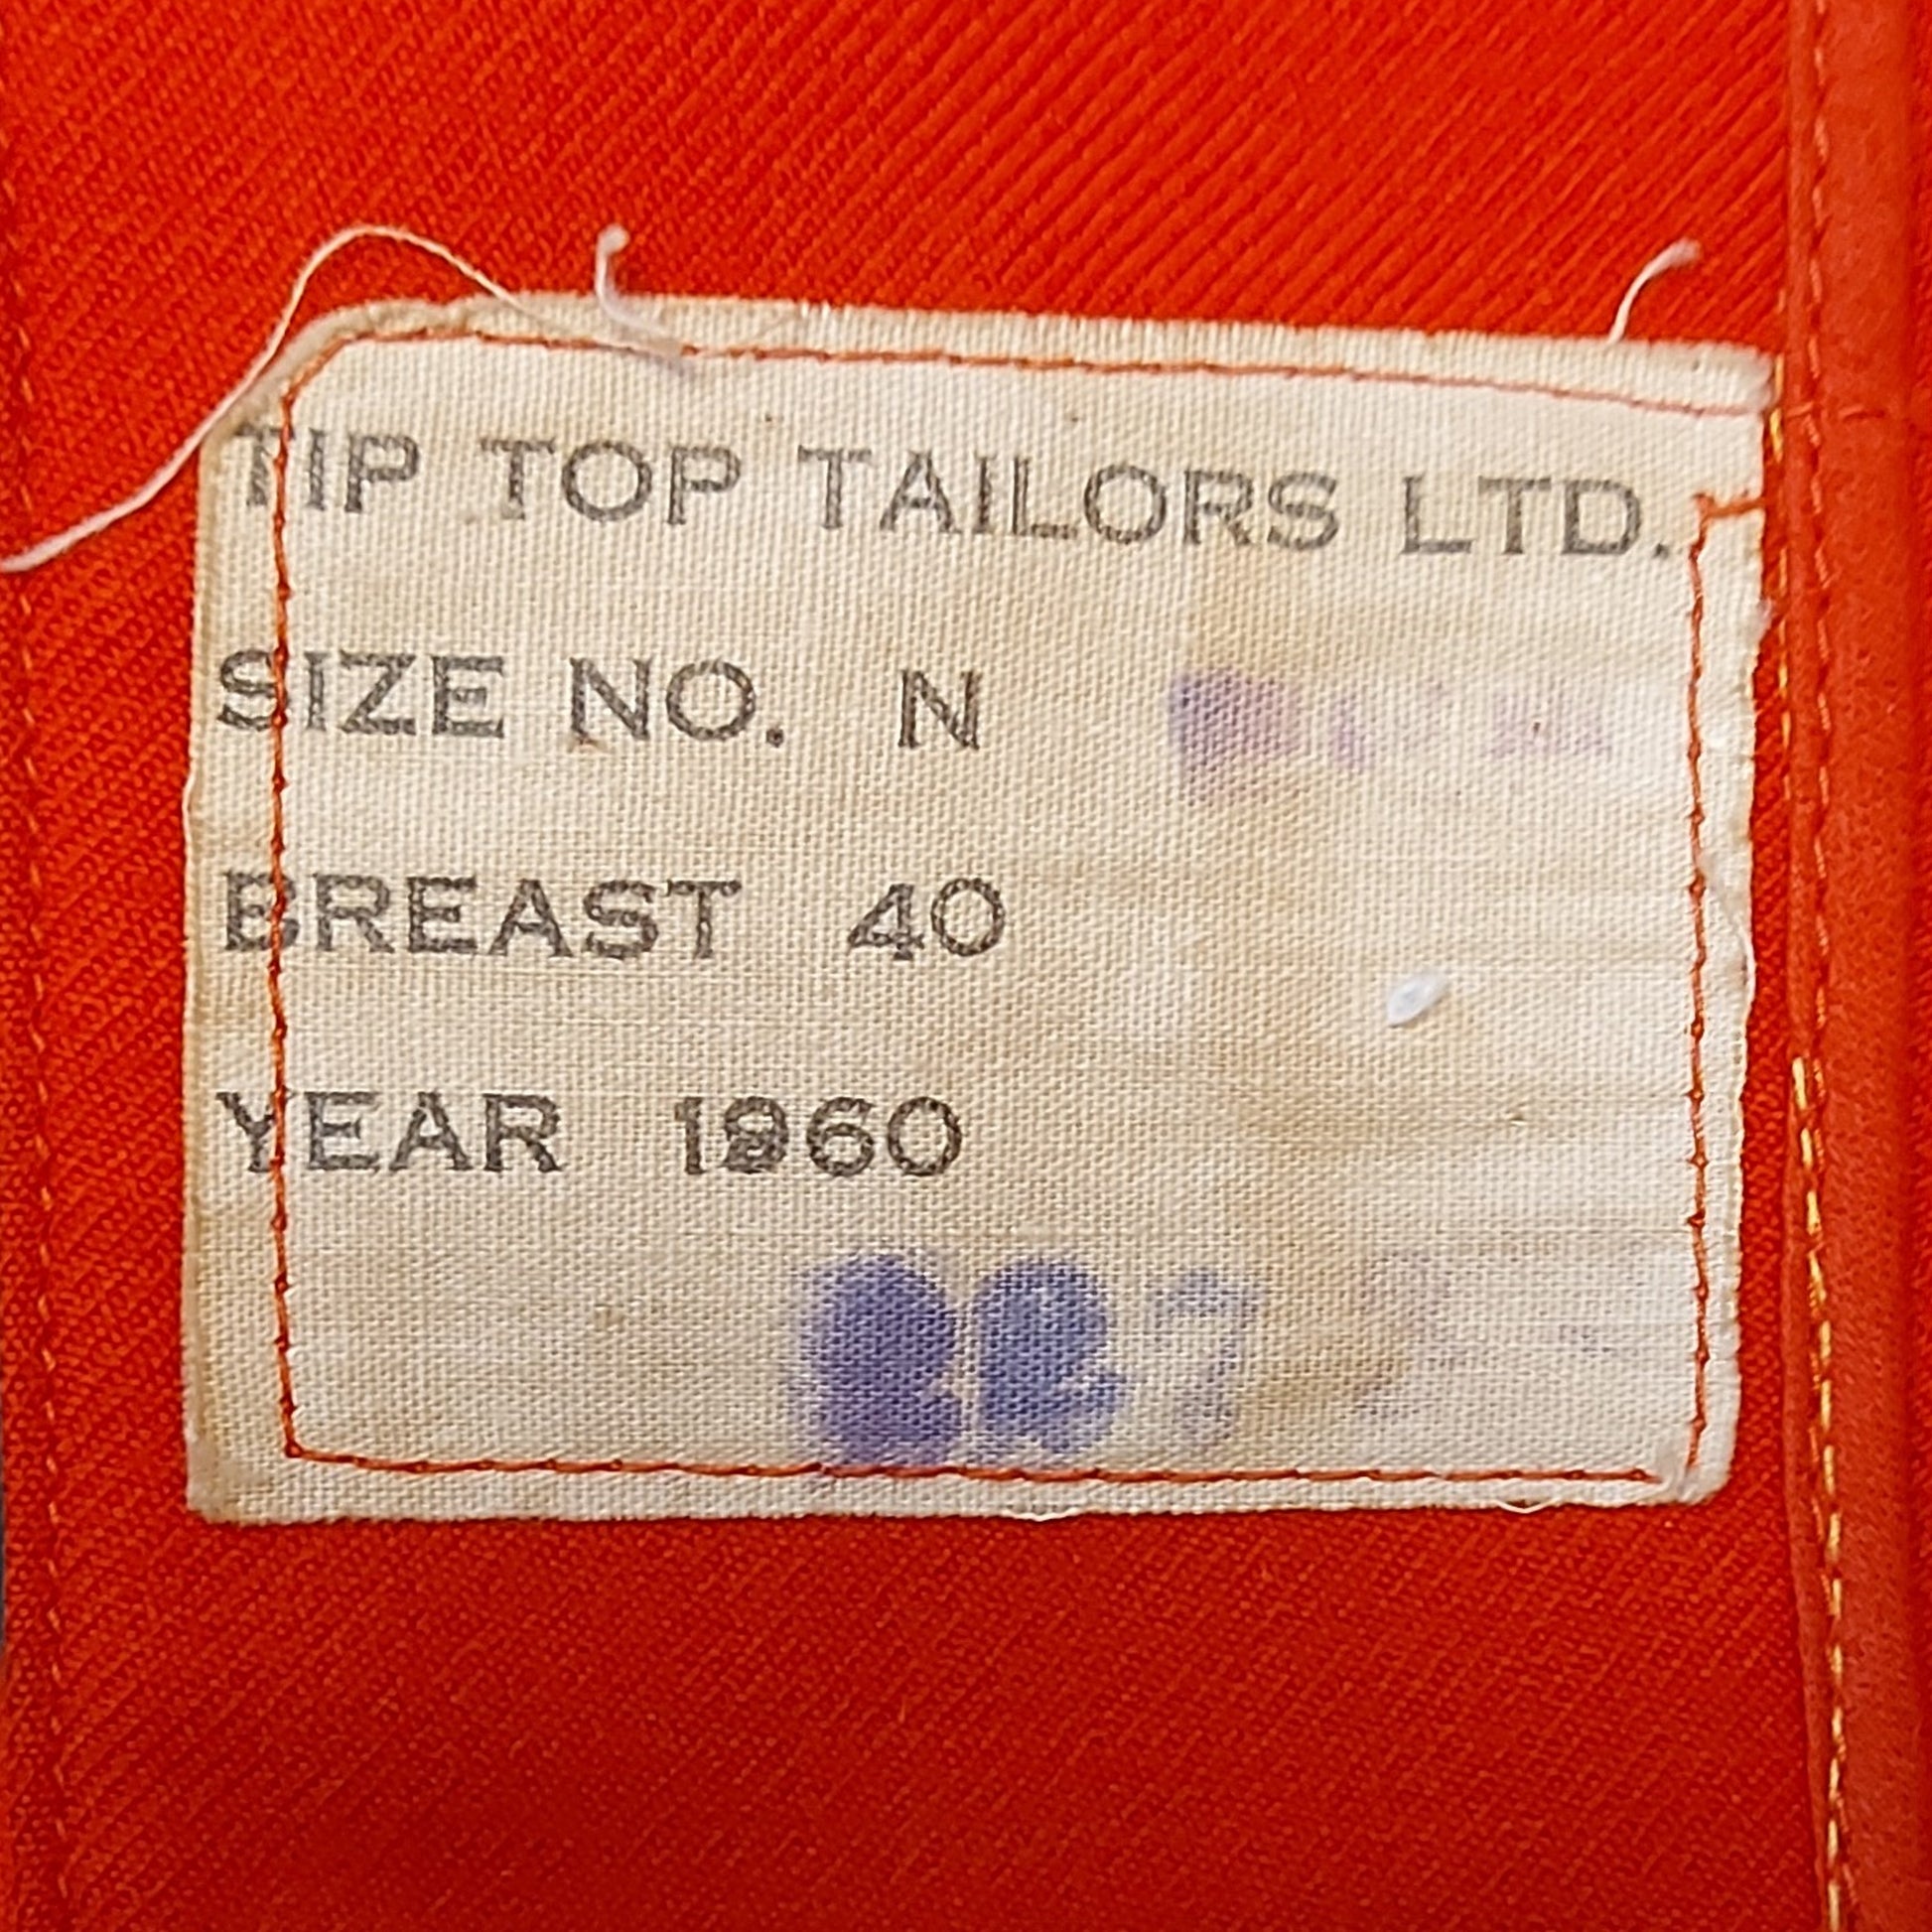 TIP TOP TAILORS LTD.
SIZE NO. N
BREAST 40
YEAR 1960